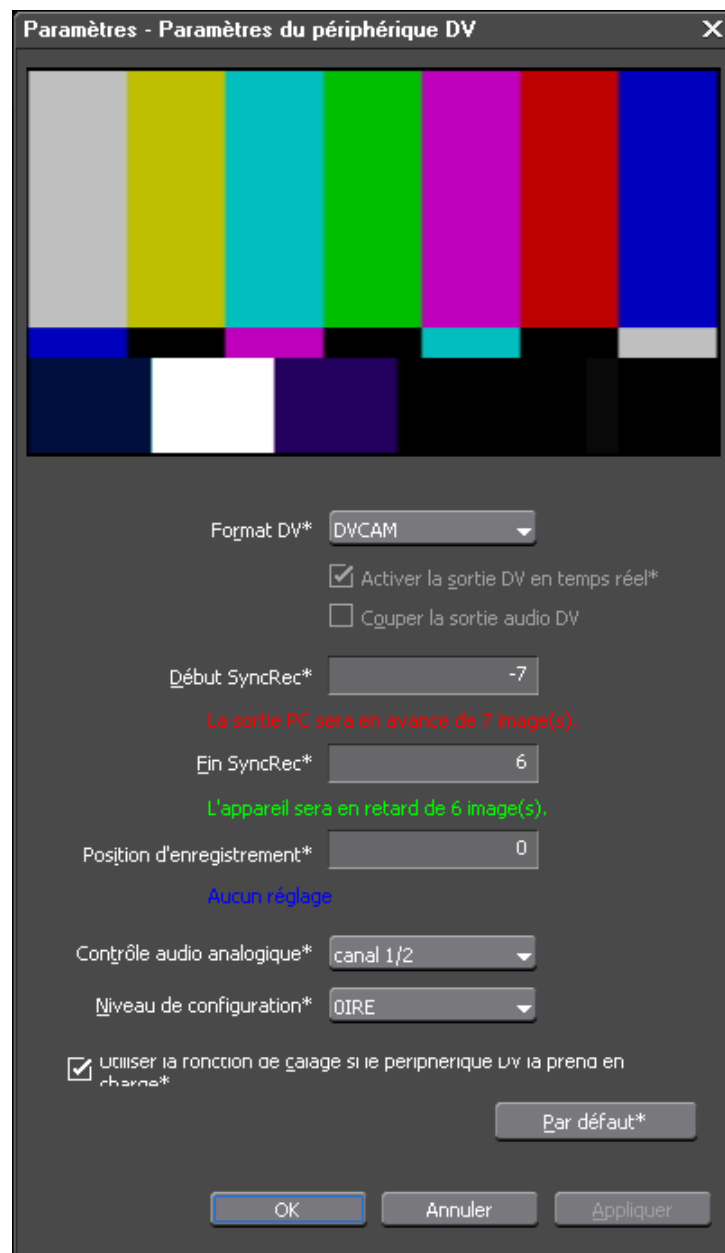 Paramètres - Paramètres du périphérique DV
Format DV* DVCAM
Activer la sortie DV en temps réel*
Couper la sortie audio DV
Début SyncRec* -7
La sortie PC sera en avance de 7 image(s).
Fin SyncRec* 6
L'appareil sera en retard de 6 image(s).
Position d'enregistrement* 0
Aucun réglage
Contrôle audio analogique* canal 1/2
Niveau de configuration* 0IRE
Utiliser la fonction de calage si le périphérique DV la prend en
charge*
Par défaut*
OK Annuler Appliquer